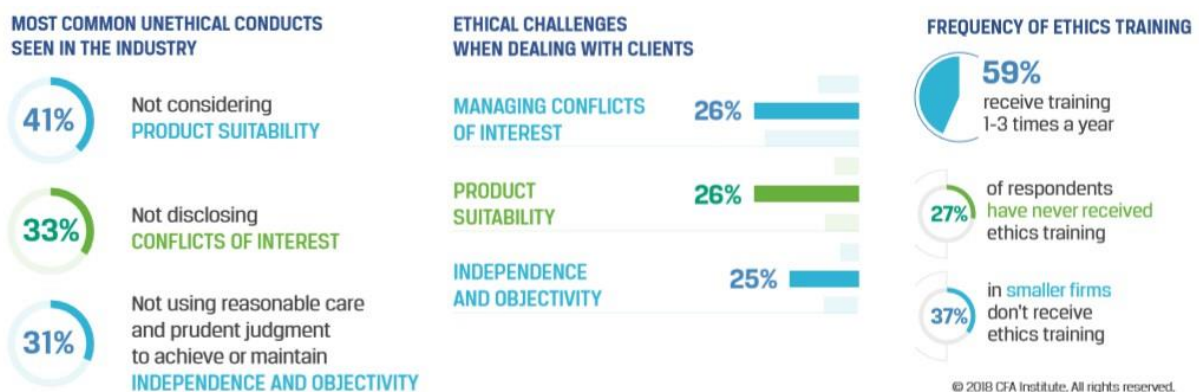 MOST COMMON UNETHICAL CONDUCTS
SEEN IN THE INDUSTRY
41%
Not considering
PRODUCT SUITABILITY
33%
Not disclosing
CONFLICTS OF INTEREST
31%
Not using reasonable care
and prudent judgment
to achieve or maintain
INDEPENDENCE AND OBJECTIVITY
ETHICAL CHALLENGES
WHEN DEALING WITH CLIENTS
MANAGING CONFLICTS
OF INTEREST
26%
PRODUCT
SUITABILITY
26%
INDEPENDENCE
AND OBJECTIVITY
25%
FREQUENCY OF ETHICS TRAINING
59%
receive training
1-3 times a year
27%
of respondents
have never received
ethics training
37%
in smaller firms
don't receive
ethics training
© 2018 CFA Institute. All rights reserved.